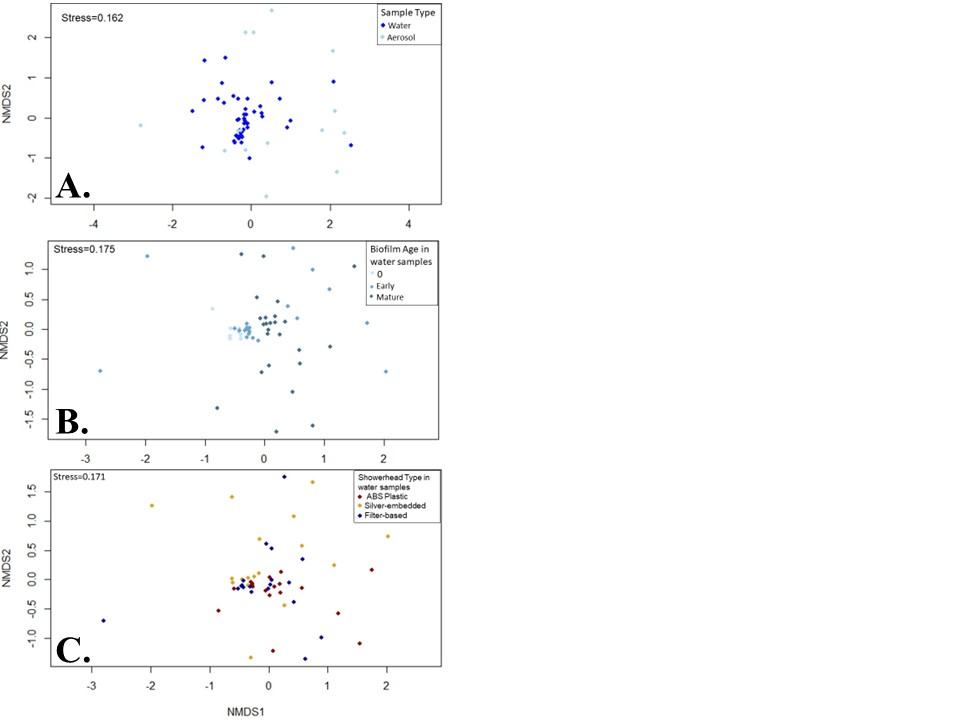 Stress=0.162
Sample Type
Water
Aerosol
2
1
0
-1
-2
NMDS2
A.
-4 -2 0 2 4
Stress=0.175
Biofilm Age in
water samples
0
Early
Mature
1.0
0.5
0.0
-0.5
-1.0
-1.5
NMDS2
B.
-3 -2 -1 0 1 2
Stress=0.171
Showerhead Type in
water samples
ABS Plastic
Silver-embedded
Filter-based
1.5
1.0
0.5
0.0
-0.5
-1.0
NMDS2
C.
-3 -2 -1 0 1 2
NMDS1